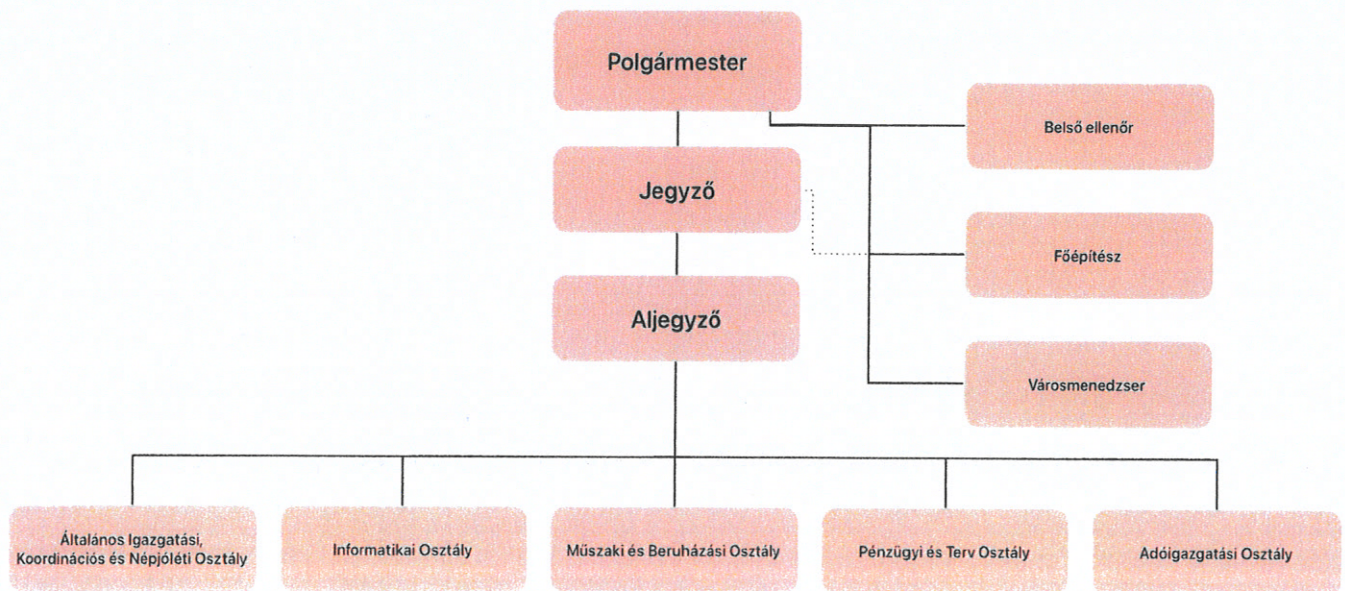 Polgármester
Belső ellenőr
Jegyző
Főépítész
Aljegyző
Városmenedzser
Általános Igazgatási,
Koordinációs és Népjóléti Osztály
Informatikai Osztály
Műszaki és Beruházási Osztály
Pénzügyi és Terv Osztály
Adóigazgatási Osztály